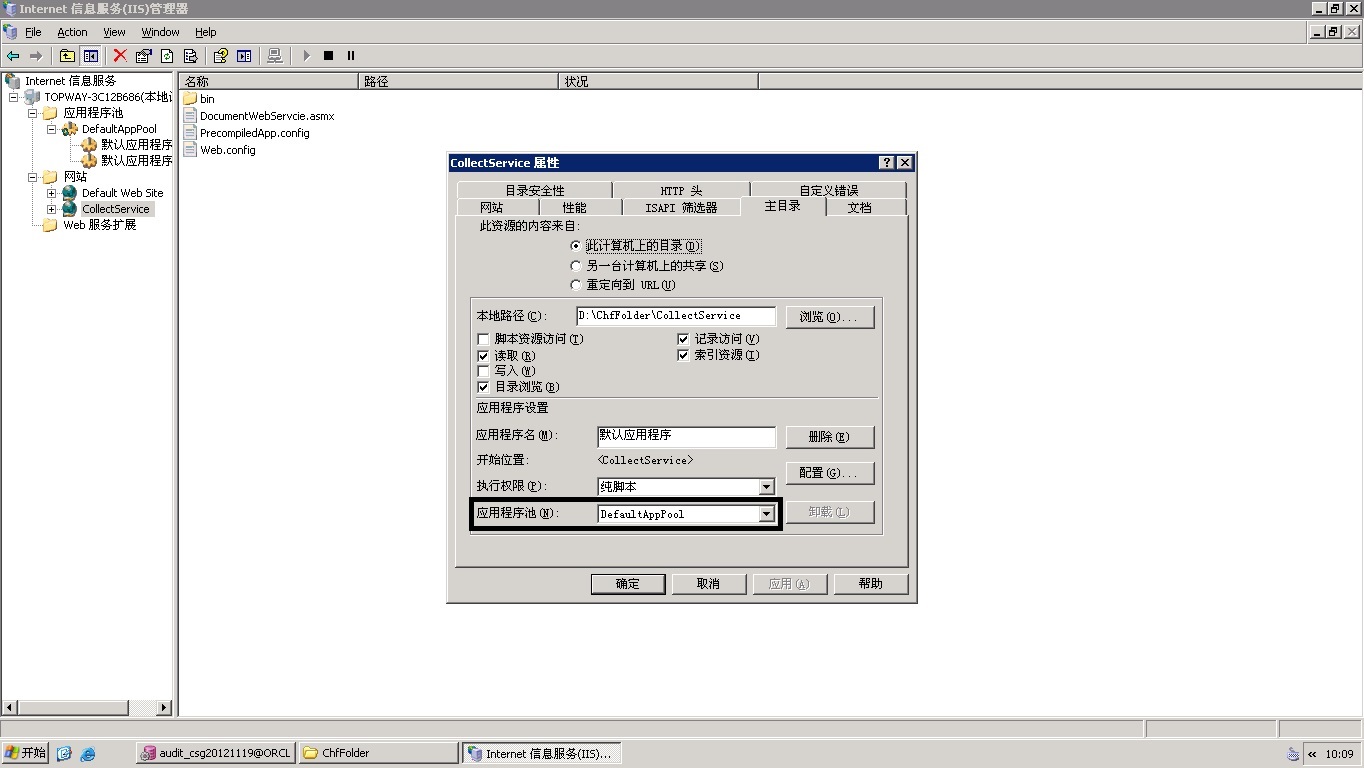 Internet 信息服务(IIS)管理器
File Action View Window Help
Internet 信息服务
TOPWAY-3C12B686(本地计
应用程序池
DefaultAppPool
默认应用程序
默认应用程序
网站
Default Web Site
CollectService
Web 服务扩展
名称 路径 状况
bin
DocumentWebServcie.asmx
PrecompiledApp.config
Web.config
CollectService 属性
目录安全性 HTTP 头 自定义错误
网站 性能 ISAPI 筛选器 主目录 文档
此资源的内容来自:
此计算机上的目录(D)
另一台计算机上的共享(S)
重定向到 URL(U)
本地路径(C): D:\ChfFolder\CollectService 浏览(O)...
脚本资源访问(T) 记录访问(V)
读取(R) 索引资源(I)
写入(W)
目录浏览(B)
应用程序设置
应用程序名(M): 默认应用程序 删除(E)
开始位置: <CollectService>
配置(G)...
执行权限(P): 纯脚本
应用程序池(N): DefaultAppPool 卸载(L)
确定 取消 应用(A) 帮助
开始 audit_csg20121119@ORCL ChfFolder Internet 信息服务(IIS)... « 10:09